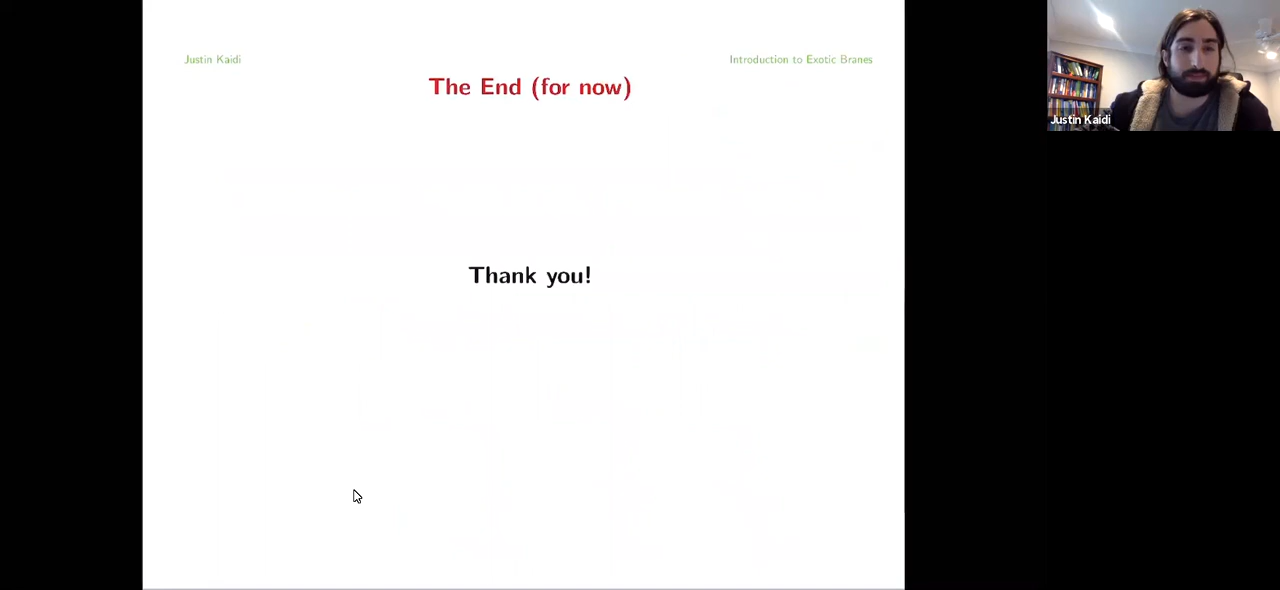 Justin Kaidi
Introduction to Exotic Branes
The End (for now)
Thank you!
Justin Kaidi